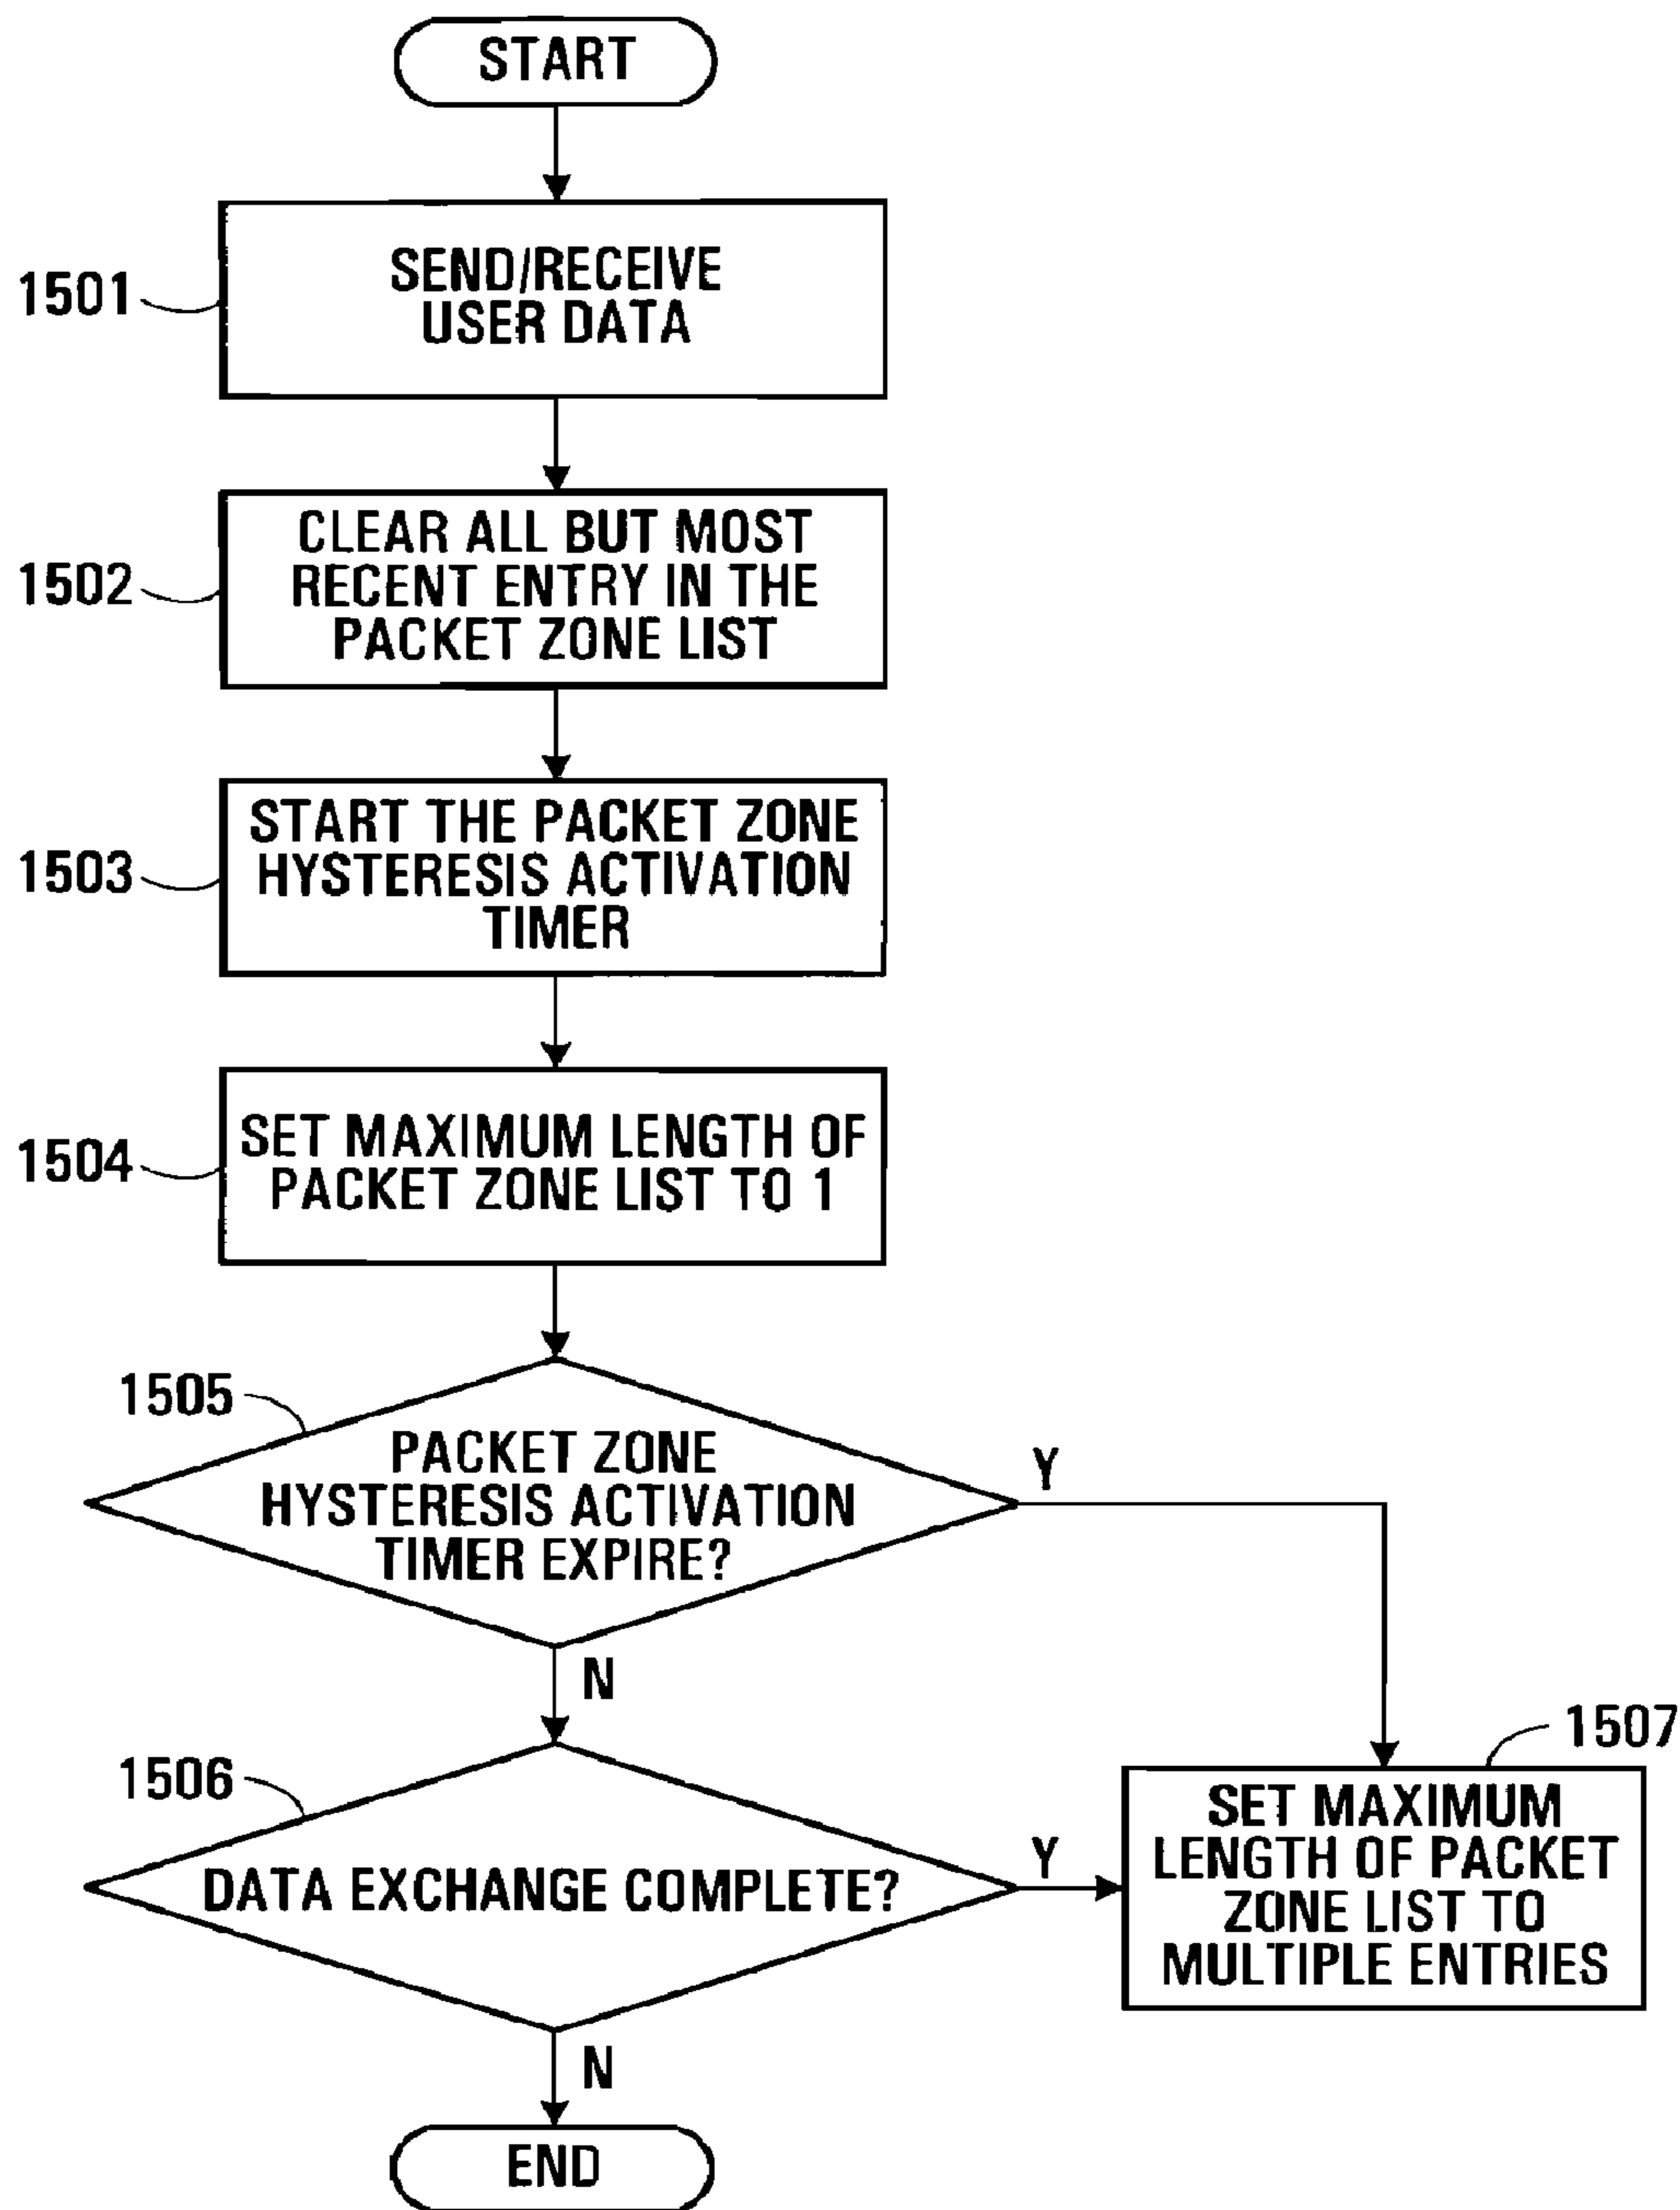 START
1501
SEND/RECEIVE
USER DATA
1502
CLEAR ALL BUT MOST
RECENT ENTRY IN THE
PACKET ZONE LIST
1503
START THE PACKET ZONE
HYSTERESIS ACTIVATION
TIMER
1504
SET MAXIMUM LENGTH OF
PACKET ZONE LIST TO 1
1505
PACKET ZONE
HYSTERESIS ACTIVATION
TIMER EXPIRE?
Y
N
1506
DATA EXCHANGE COMPLETE?
Y
1507
SET MAXIMUM
LENGTH OF PACKET
ZONE LIST TO
MULTIPLE ENTRIES
N
END